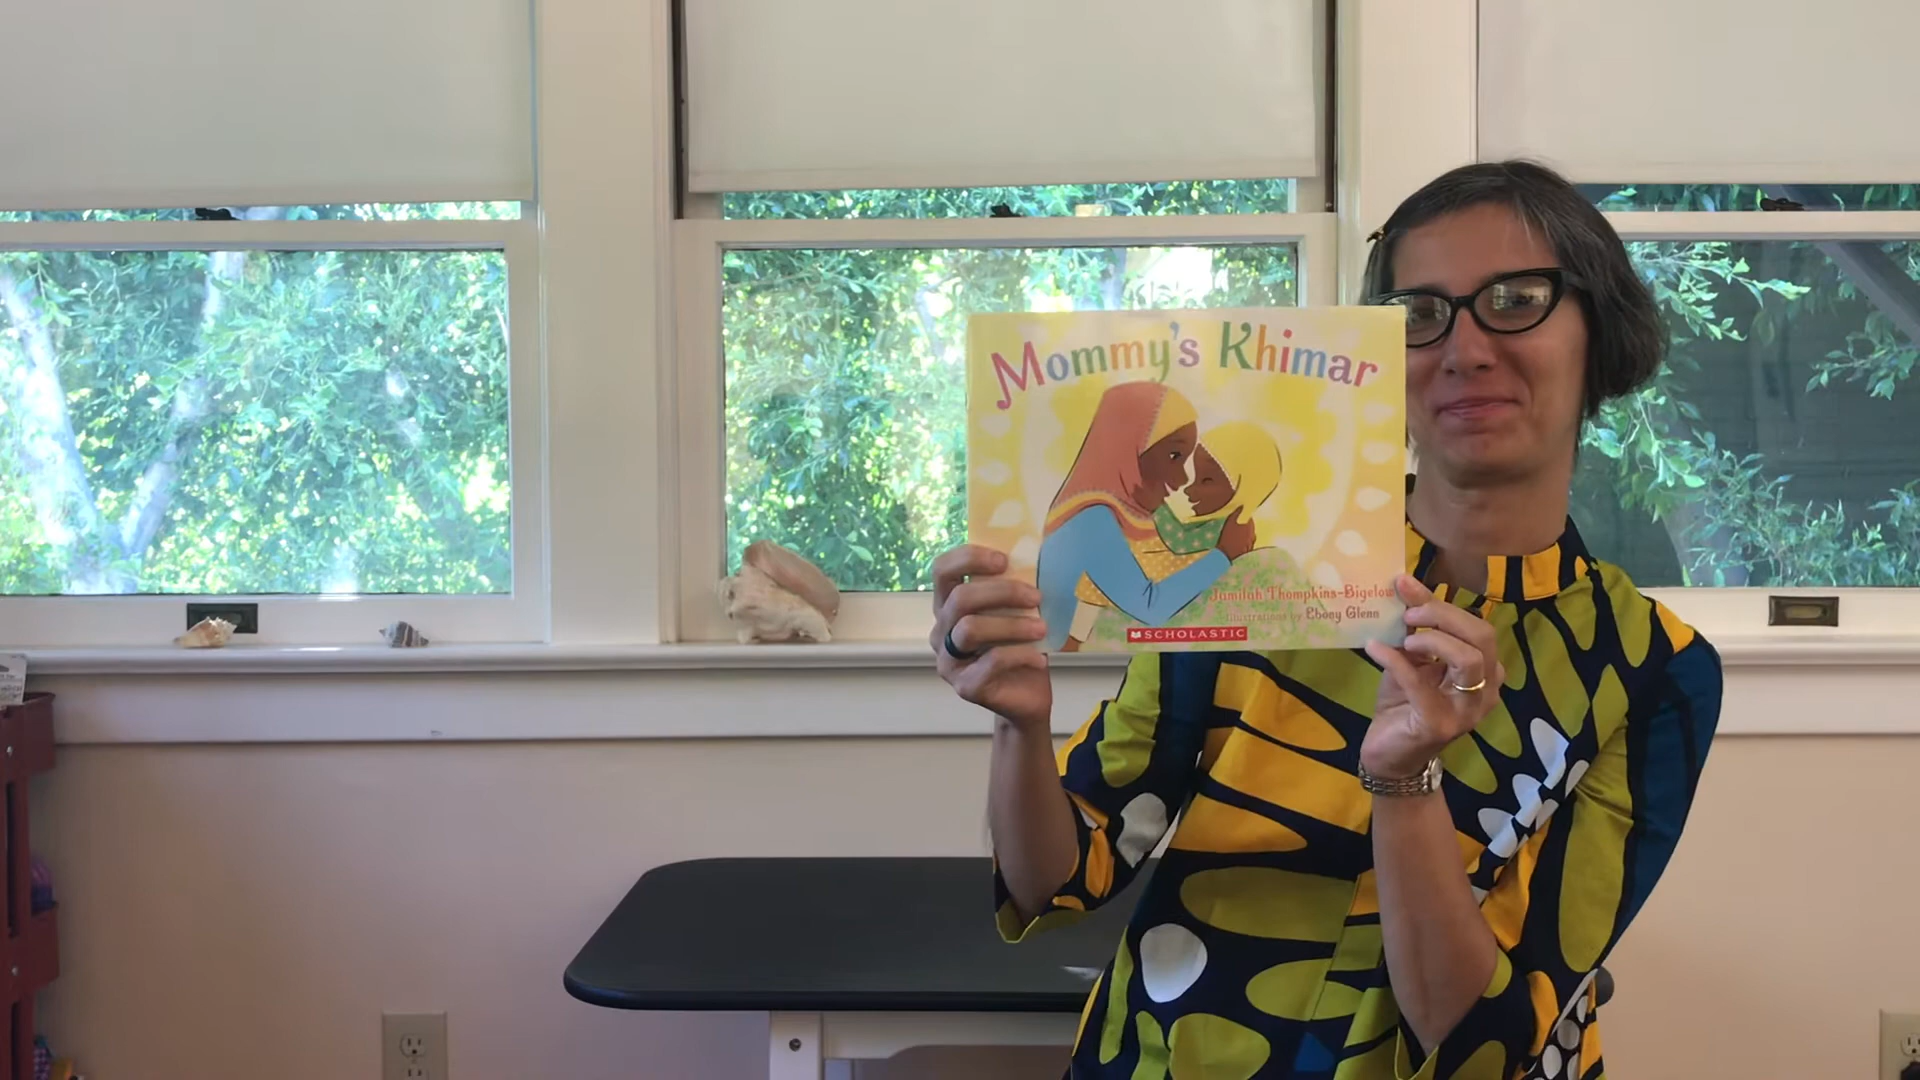 Mommy's Khimar
Jamilah Thompkins-Bigelow
illustrations by Ebony Glenn
SCHOLASTIC